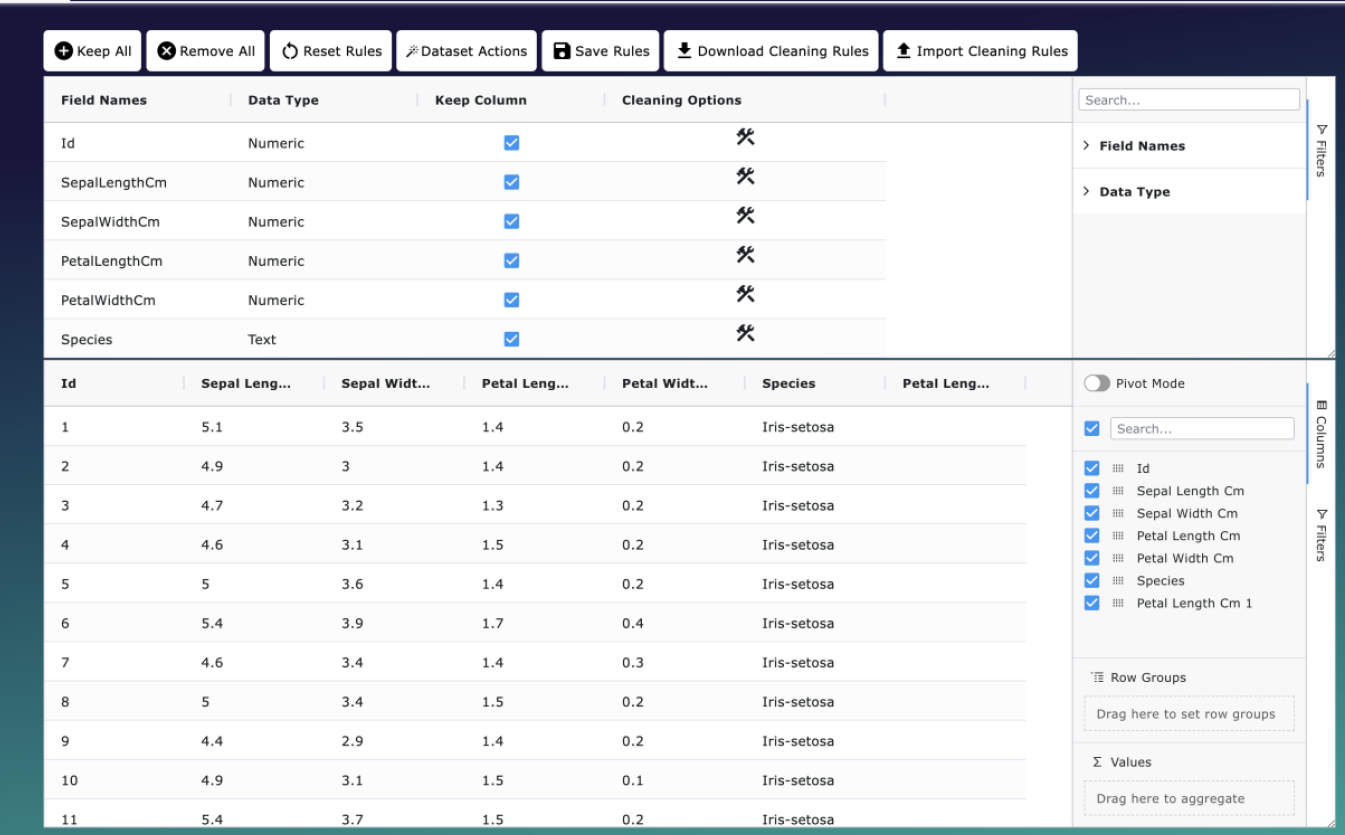 Keep All Remove All Reset Rules Dataset Actions Save Rules Download Cleaning Rules Import Cleaning Rules
Field Names Data Type Keep Column Cleaning Options
Id Numeric
SepalLengthCm Numeric
SepalWidthCm Numeric
PetalLengthCm Numeric
PetalWidthCm Numeric
Species Text
Search...
Field Names
Data Type
Filters
Id Sepal Leng... Sepal Widt... Petal Leng... Petal Widt... Species Petal Leng...
1 5.1 3.5 1.4 0.2 Iris-setosa
2 4.9 3 1.4 0.2 Iris-setosa
3 4.7 3.2 1.3 0.2 Iris-setosa
4 4.6 3.1 1.5 0.2 Iris-setosa
5 5 3.6 1.4 0.2 Iris-setosa
6 5.4 3.9 1.7 0.4 Iris-setosa
7 4.6 3.4 1.4 0.3 Iris-setosa
8 5 3.4 1.5 0.2 Iris-setosa
9 4.4 2.9 1.4 0.2 Iris-setosa
10 4.9 3.1 1.5 0.1 Iris-setosa
11 5.4 3.7 1.5 0.2 Iris-setosa
Pivot Mode
Search...
Id
Sepal Length Cm
Sepal Width Cm
Petal Length Cm
Petal Width Cm
Species
Petal Length Cm 1
Row Groups
Drag here to set row groups
Σ Values
Drag here to aggregate
Columns
Filters